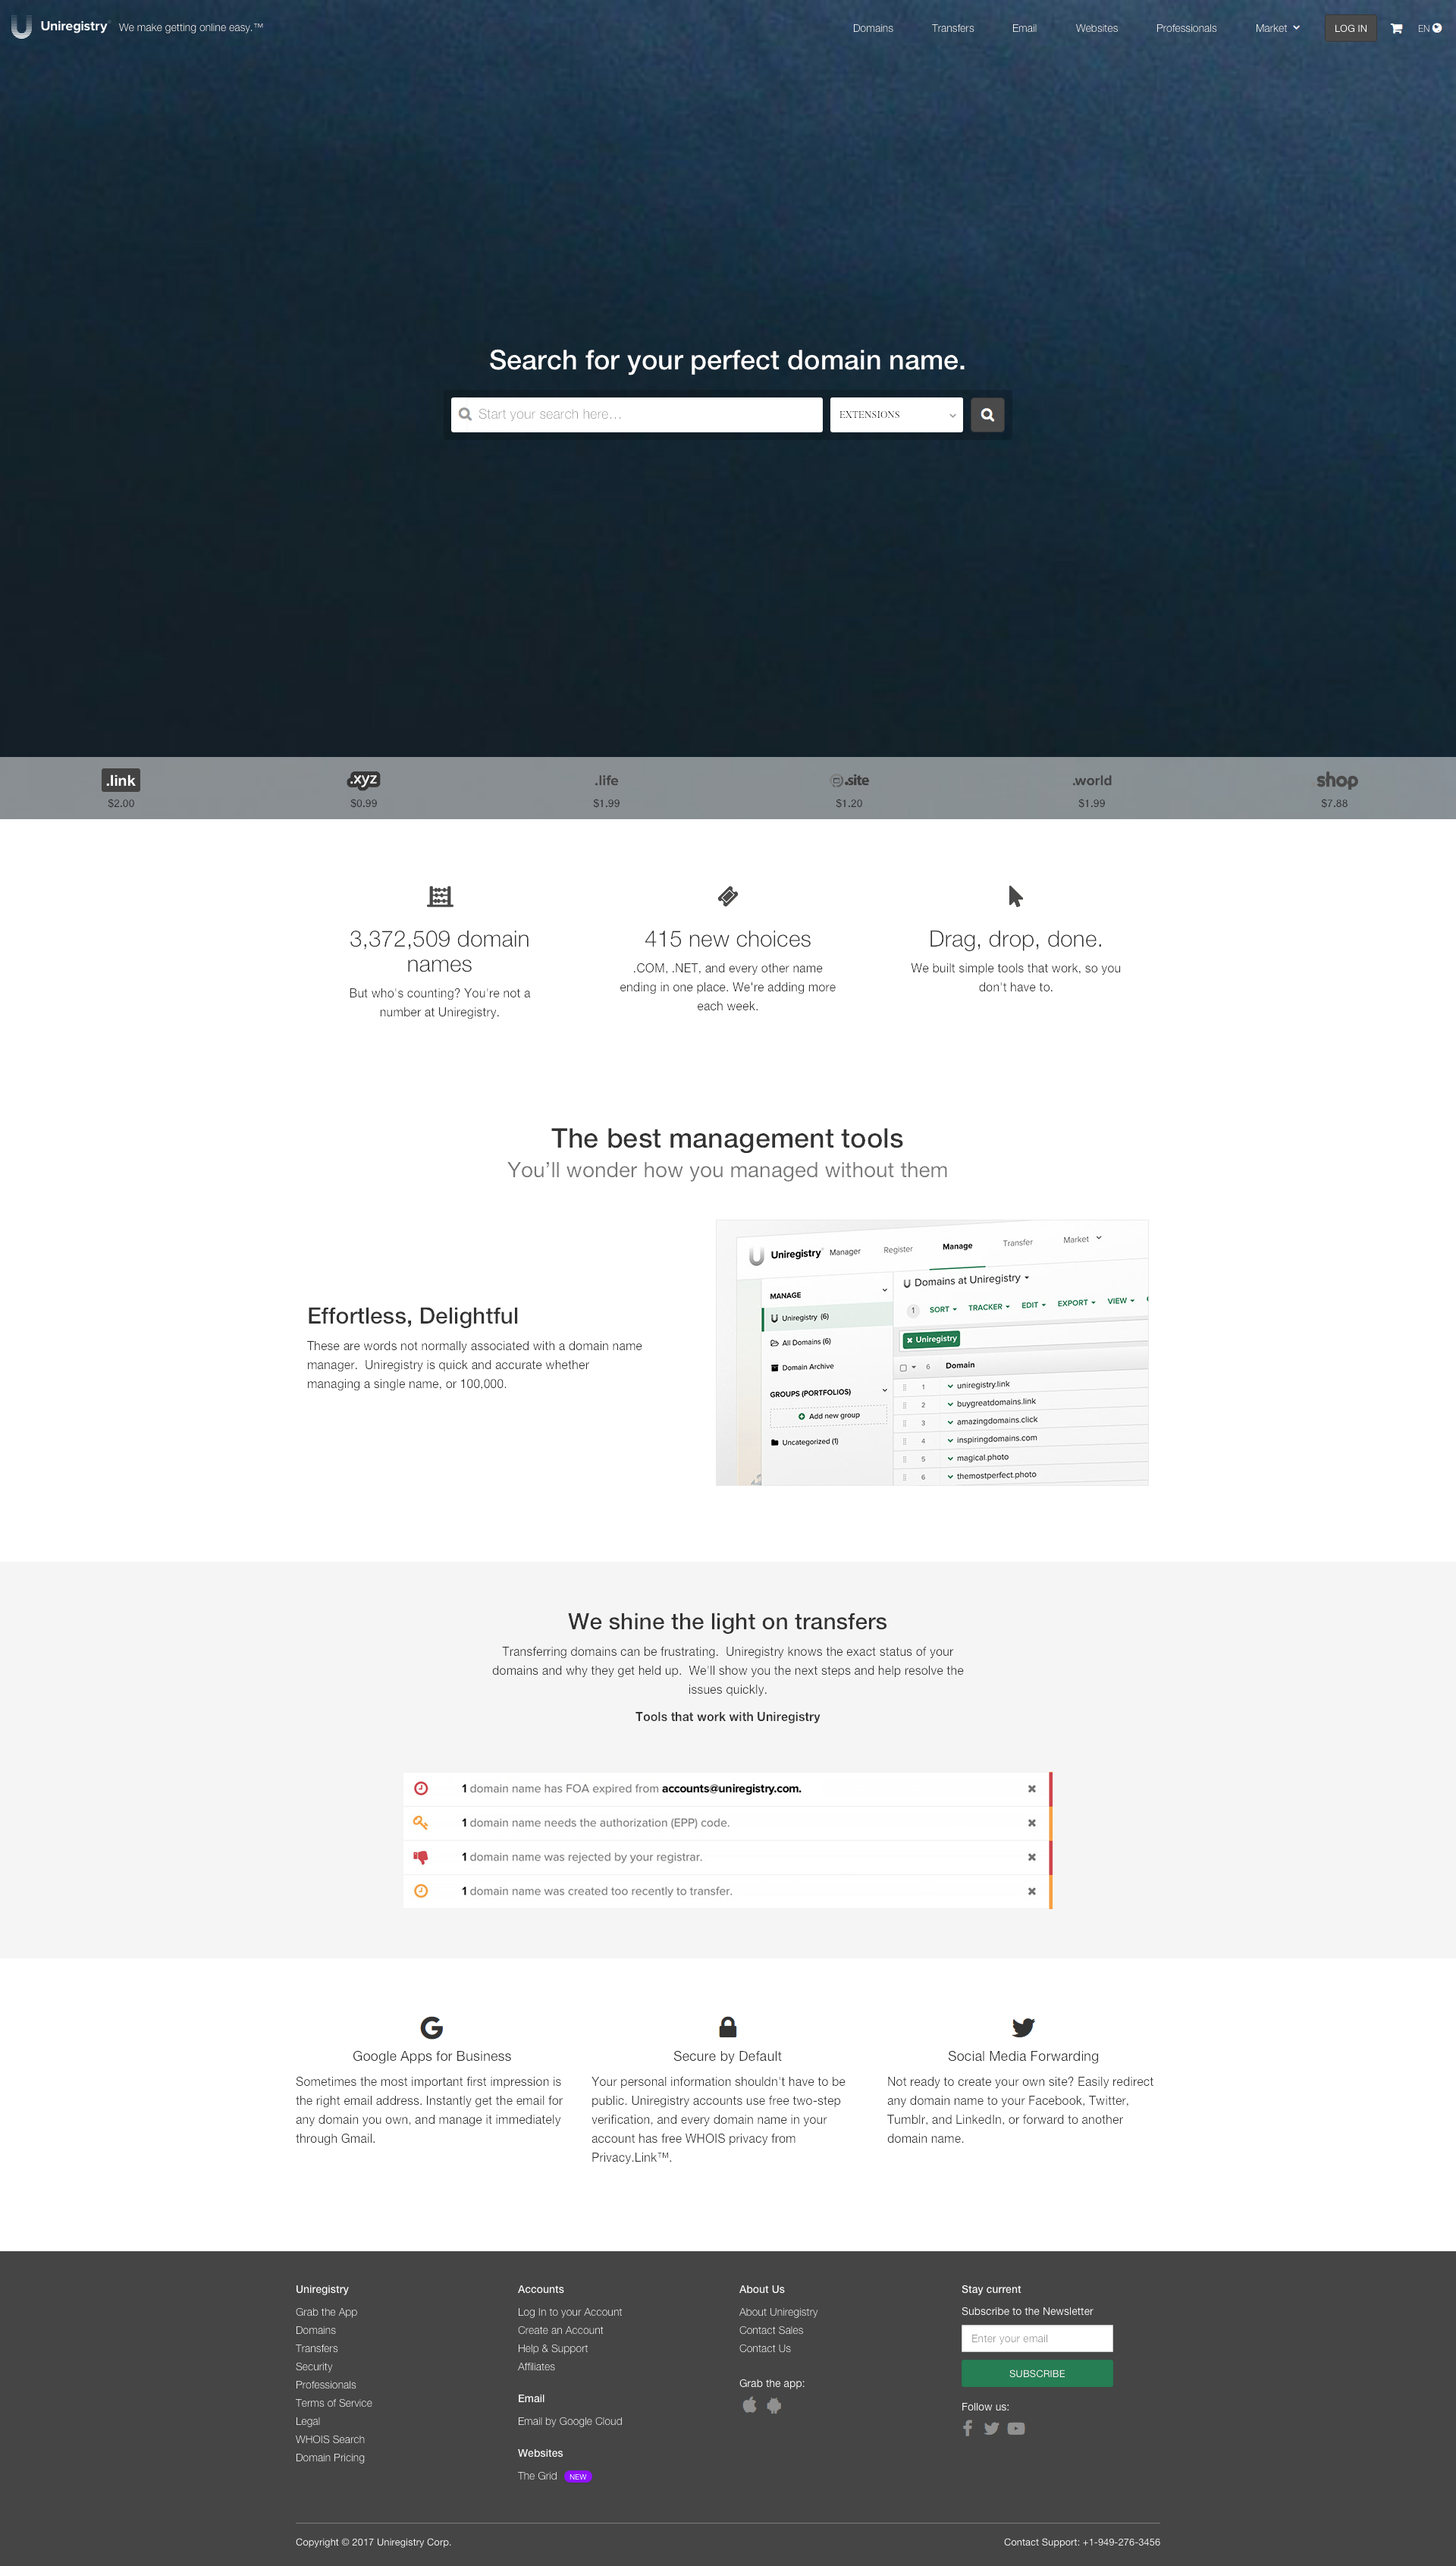 Uniregistry We make getting online easy.™
Domains Transfers Email Websites Professionals Market LOG IN EN
Search for your perfect domain name.
Start your search here... EXTENSIONS
.link .xyz .life .site .world shop
$2.00 $0.99 $1.99 $1.20 $1.99 $7.88
3,372,509 domain
names
But who's counting? You're not a
number at Uniregistry.
415 new choices
.COM, .NET, and every other name
ending in one place. We're adding more
each week.
Drag, drop, done.
We built simple tools that work, so you
don't have to.
The best management tools
You'll wonder how you managed without them
Effortless, Delightful
These are words not normally associated with a domain name
manager.  Uniregistry is quick and accurate whether
managing a single name, or 100,000.
Uniregistry Manager Register Manage Transfer Market
MANAGE
Uniregistry (6)
All Domains (6)
Domain Archive
GROUPS (PORTFOLIOS)
Add new group
Uncategorized (1)
Domains at Uniregistry
1 SORT TRACKER EDIT EXPORT VIEW
Uniregistry
6 Domain
1 uniregistry.link
2 buygreatdomains.link
3 amazingdomains.click
4 inspiringdomains.com
5 magical.photo
6 themostperfect.photo
We shine the light on transfers
Transferring domains can be frustrating.  Uniregistry knows the exact status of your
domains and why they get held up.  We'll show you the next steps and help resolve the
issues quickly.
Tools that work with Uniregistry
1 domain name has FOA expired from accounts@uniregistry.com.
1 domain name needs the authorization (EPP) code.
1 domain name was rejected by your registrar.
1 domain name was created too recently to transfer.
Google Apps for Business
Sometimes the most important first impression is
the right email address. Instantly get the email for
any domain you own, and manage it immediately
through Gmail.
Secure by Default
Your personal information shouldn't have to be
public. Uniregistry accounts use free two-step
verification, and every domain name in your
account has free WHOIS privacy from
Privacy.Link™.
Social Media Forwarding
Not ready to create your own site? Easily redirect
any domain name to your Facebook, Twitter,
Tumblr, and LinkedIn, or forward to another
domain name.
Uniregistry
Grab the App
Domains
Transfers
Security
Professionals
Terms of Service
Legal
WHOIS Search
Domain Pricing
Accounts
Log In to your Account
Create an Account
Help & Support
Affiliates
Email
Email by Google Cloud
Websites
The Grid NEW
About Us
About Uniregistry
Contact Sales
Contact Us
Grab the app:
Stay current
Subscribe to the Newsletter
Enter your email
SUBSCRIBE
Follow us:
Copyright © 2017 Uniregistry Corp.
Contact Support: +1-949-276-3456